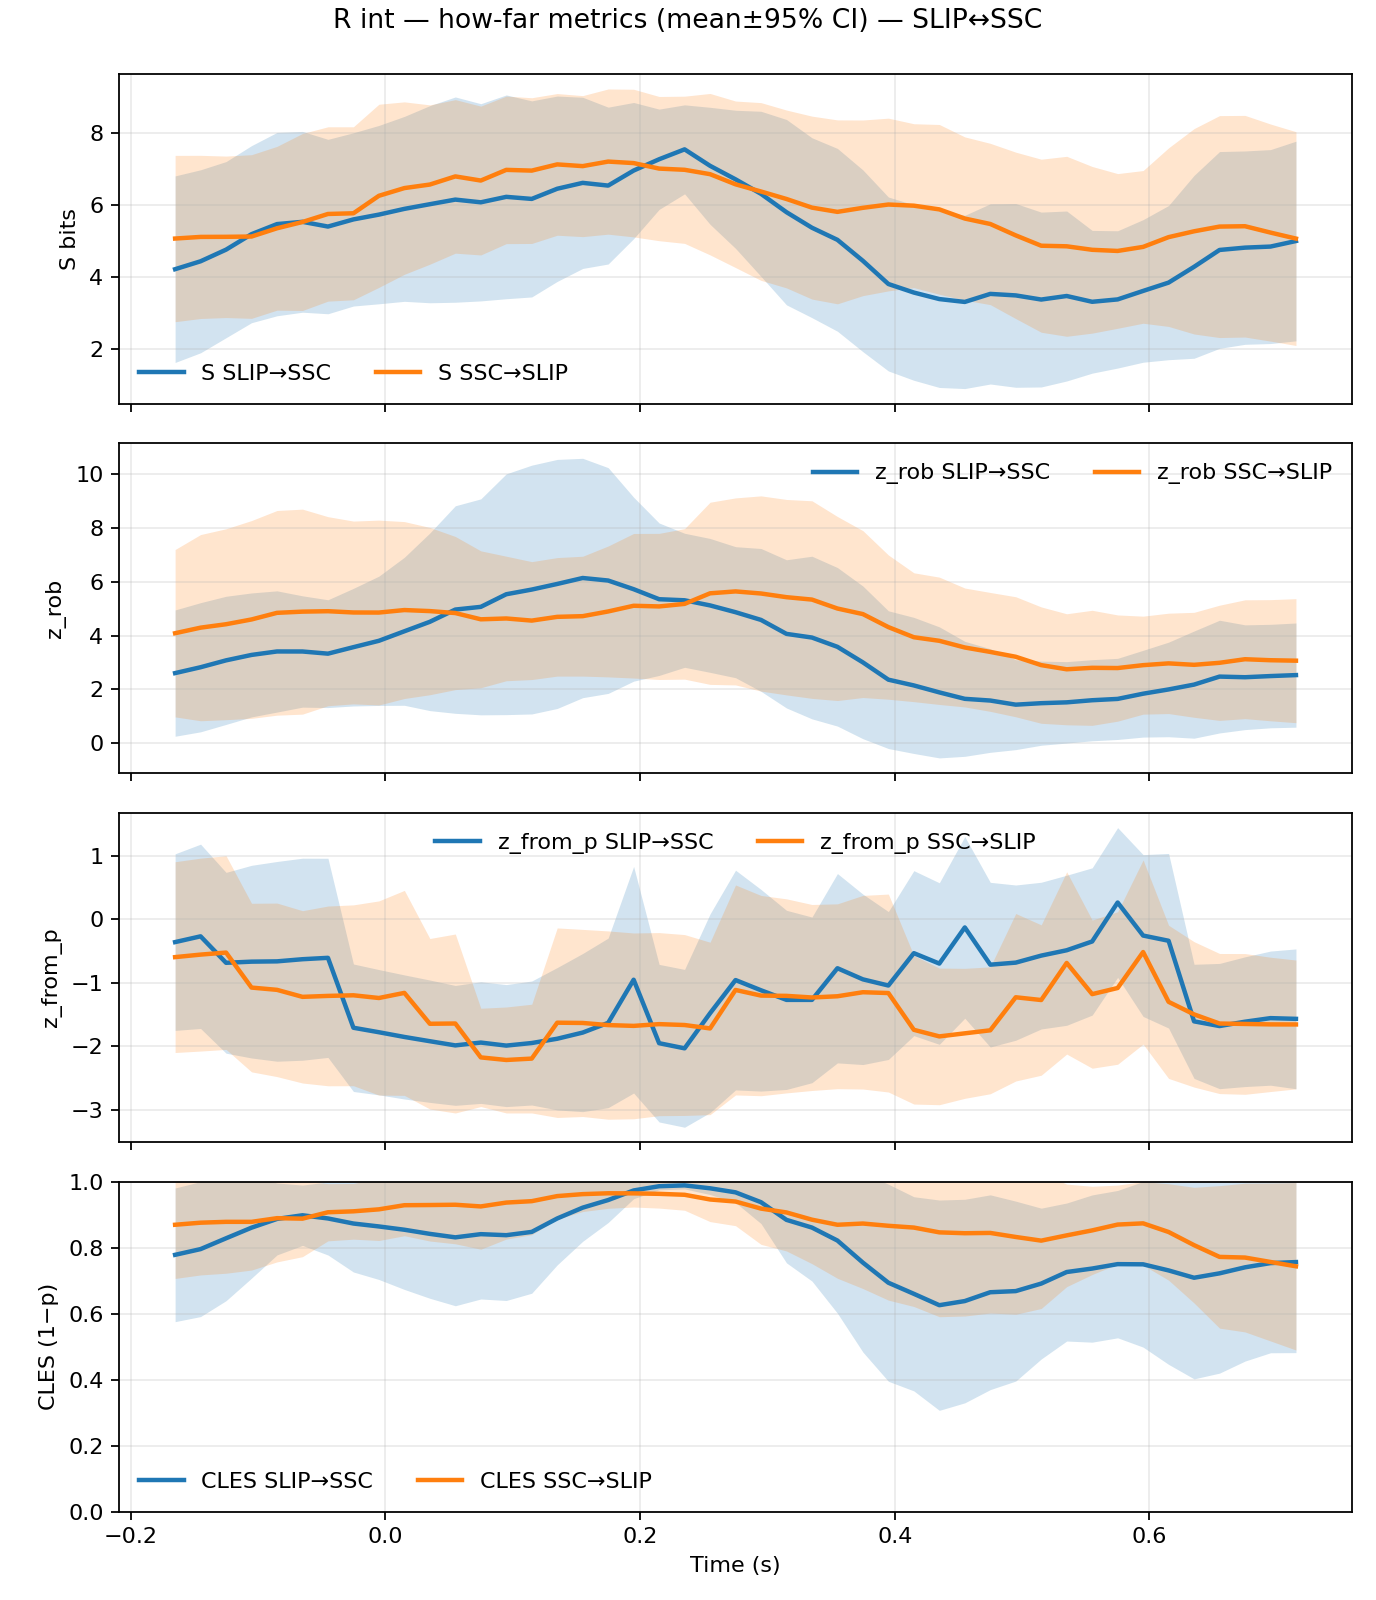 R int — how-far metrics (mean±95% CI) — SLIP↔SSC
8
6
4
2
S bits
S SLIP→SSC
S SSC→SLIP
10
8
6
4
2
0
z_rob
z_rob SLIP→SSC
z_rob SSC→SLIP
1
0
−1
−2
−3
z_from_p
z_from_p SLIP→SSC
z_from_p SSC→SLIP
1.0
0.8
0.6
0.4
0.2
0.0
CLES (1−p)
CLES SLIP→SSC
CLES SSC→SLIP
−0.2
0.0
0.2
0.4
0.6
Time (s)